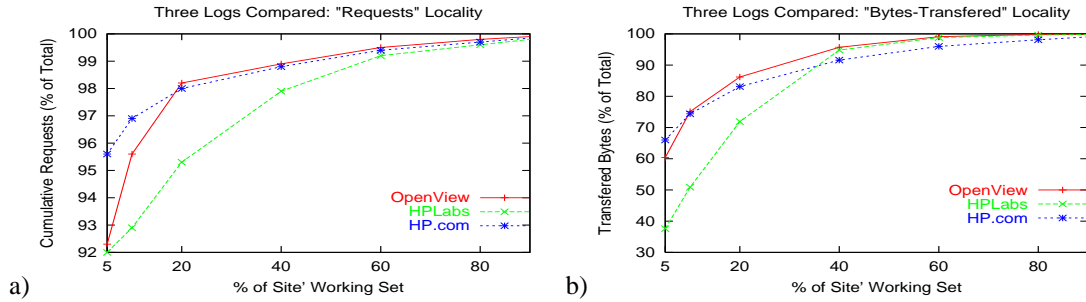 Three Logs Compared: "Requests" Locality
100
99
98
97
96
95
94
93
92
5
20
40
60
80
Cumulative Requests (% of Total)
% of Site' Working Set
OpenView
HPLabs
HP.com
a)
Three Logs Compared: "Bytes-Transfered" Locality
100
90
80
70
60
50
40
30
5
20
40
60
80
Transfered Bytes (% of Total)
% of Site' Working Set
OpenView
HPLabs
HP.com
b)